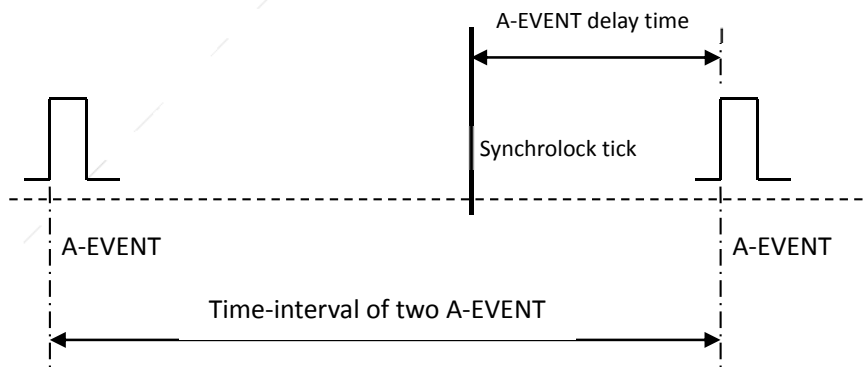 A-EVENT delay time
Synchrolock tick
A-EVENT
A-EVENT
Time-interval of two A-EVENT